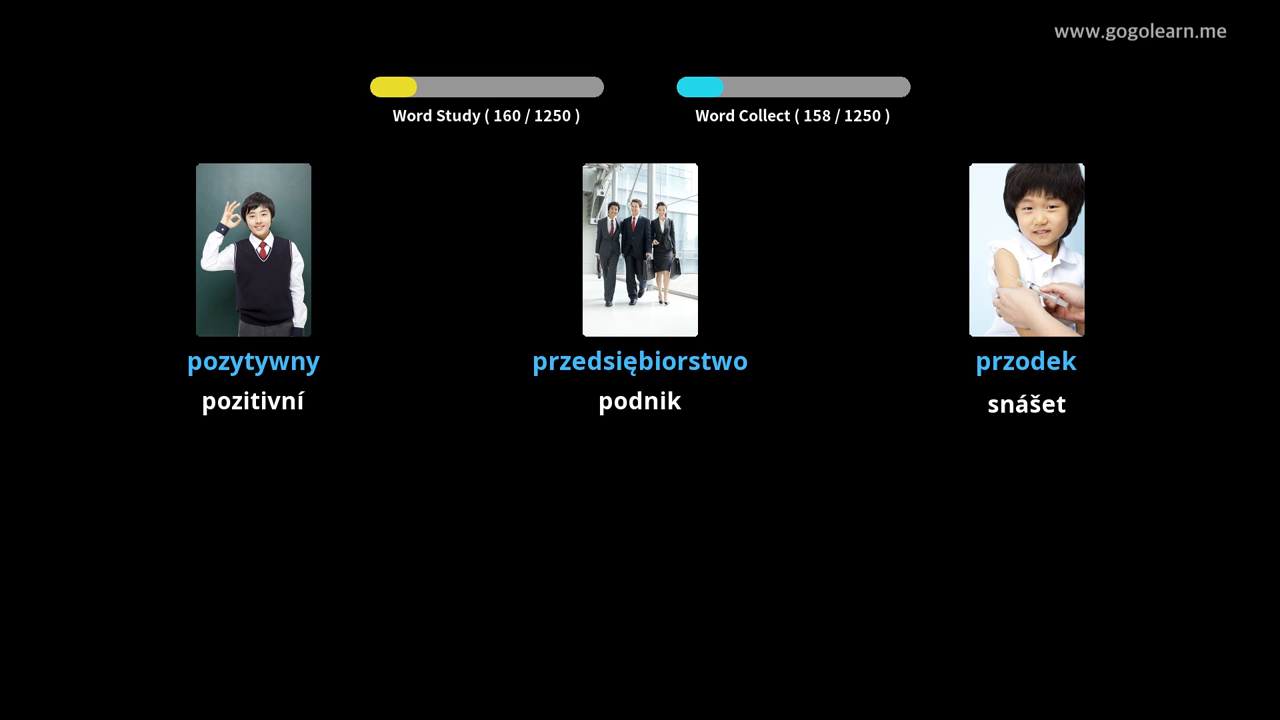 www.gogolearn.me
Word Study ( 160 / 1250 )
Word Collect ( 158 / 1250 )
pozytywny
pozitivní
przedsiębiorstwo
podnik
przodek
snášet